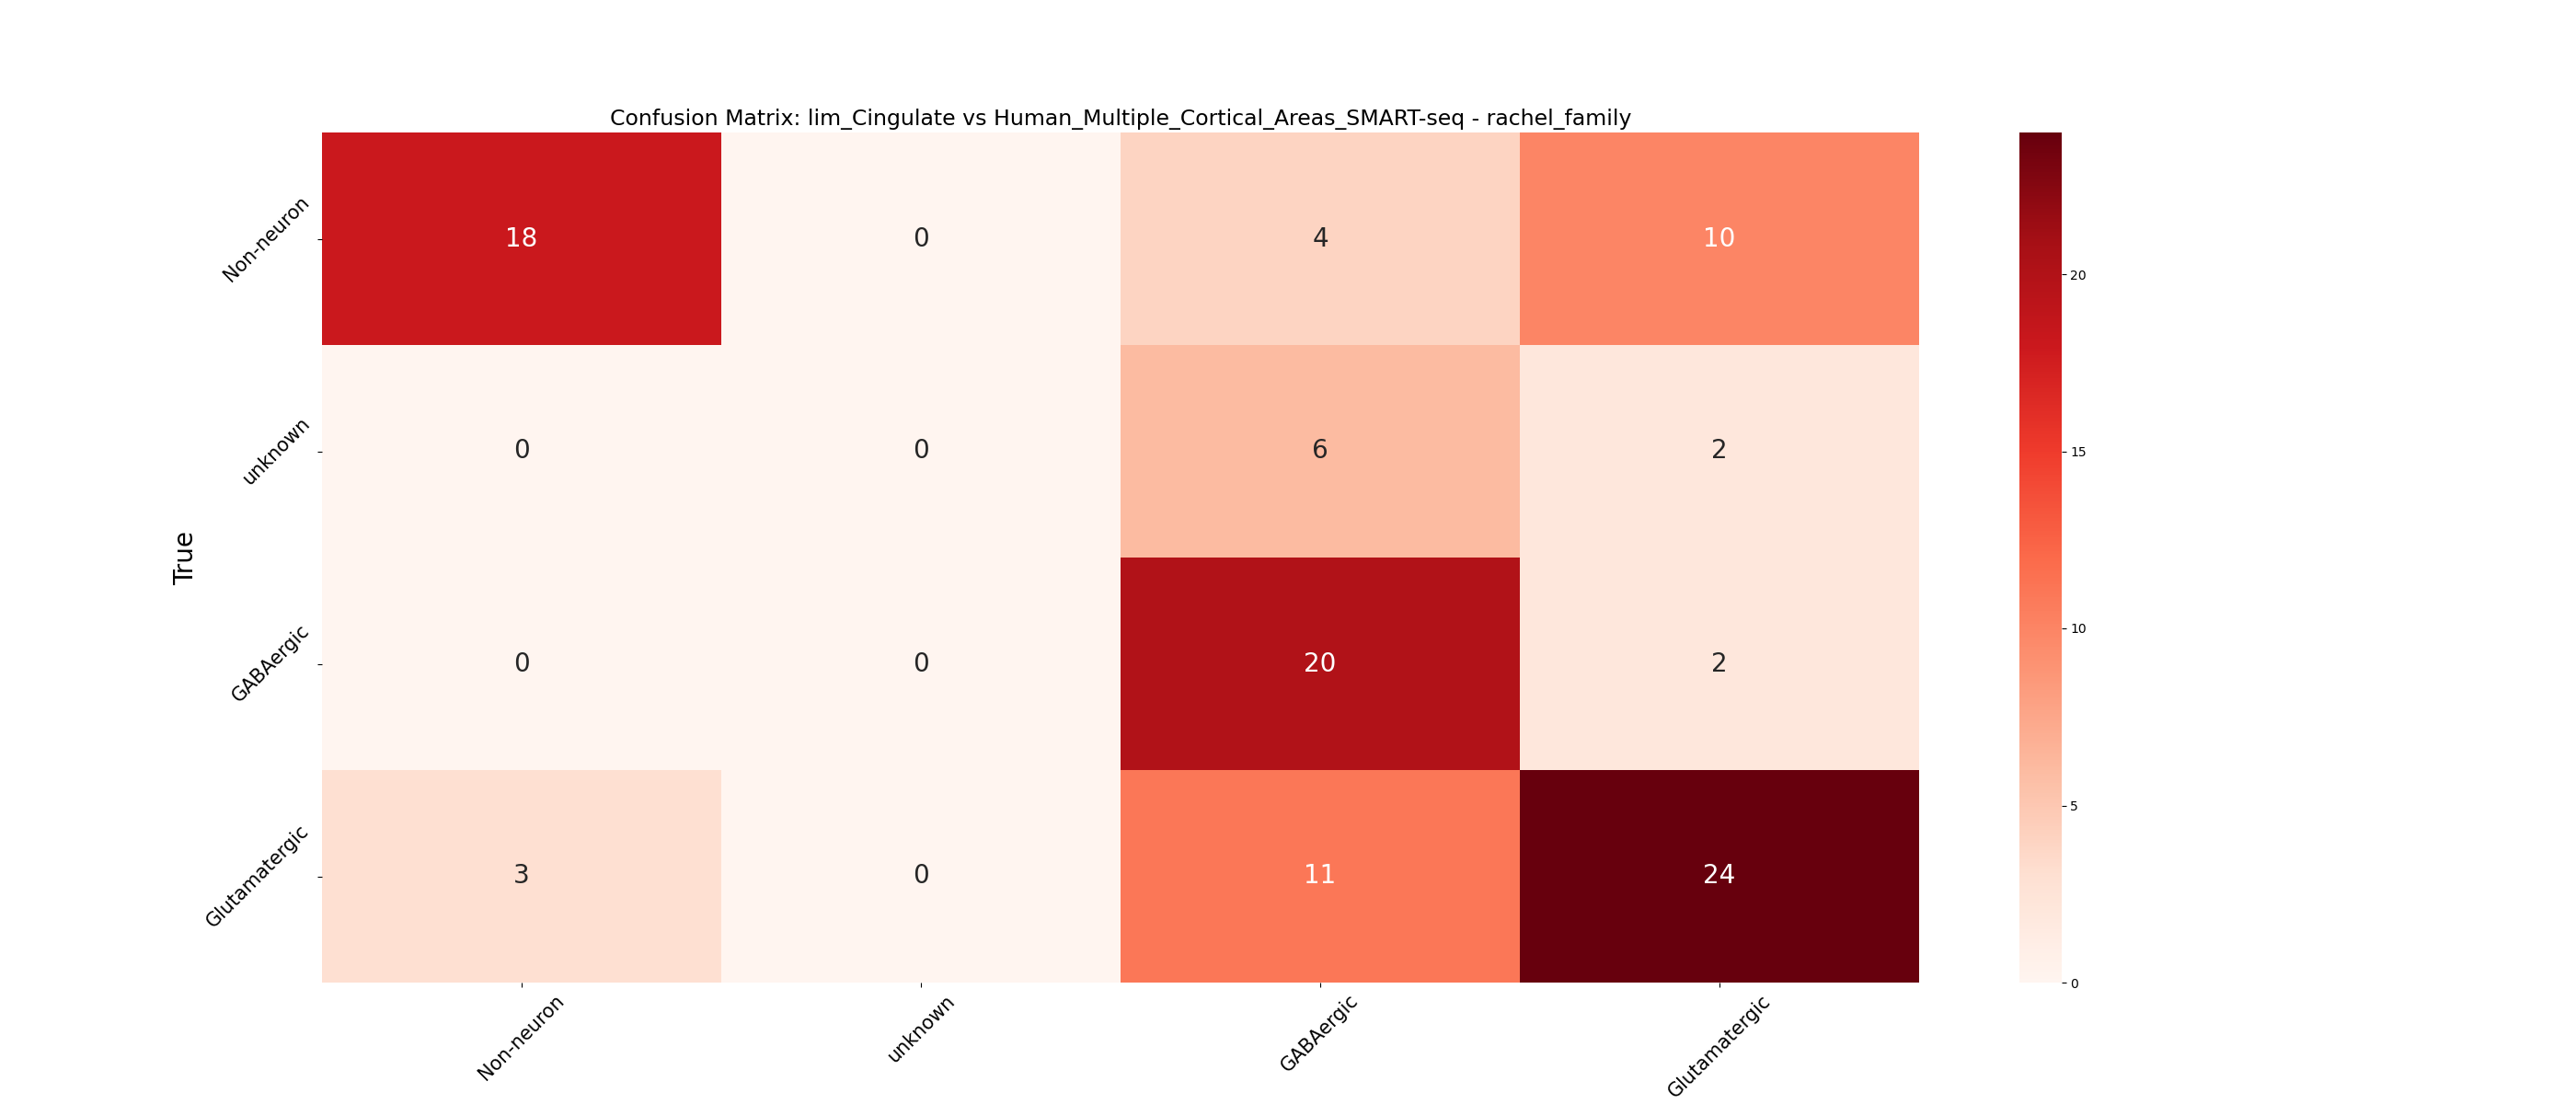 Confusion Matrix: lim_Cingulate vs Human_Multiple_Cortical_Areas_SMART-seq - rachel_family
True
Non-neuron
18
0
4
10
unknown
0
0
6
2
GABAergic
0
0
20
2
Glutamatergic
3
0
11
24
Non-neuron
unknown
GABAergic
Glutamatergic
20
15
10
5
0